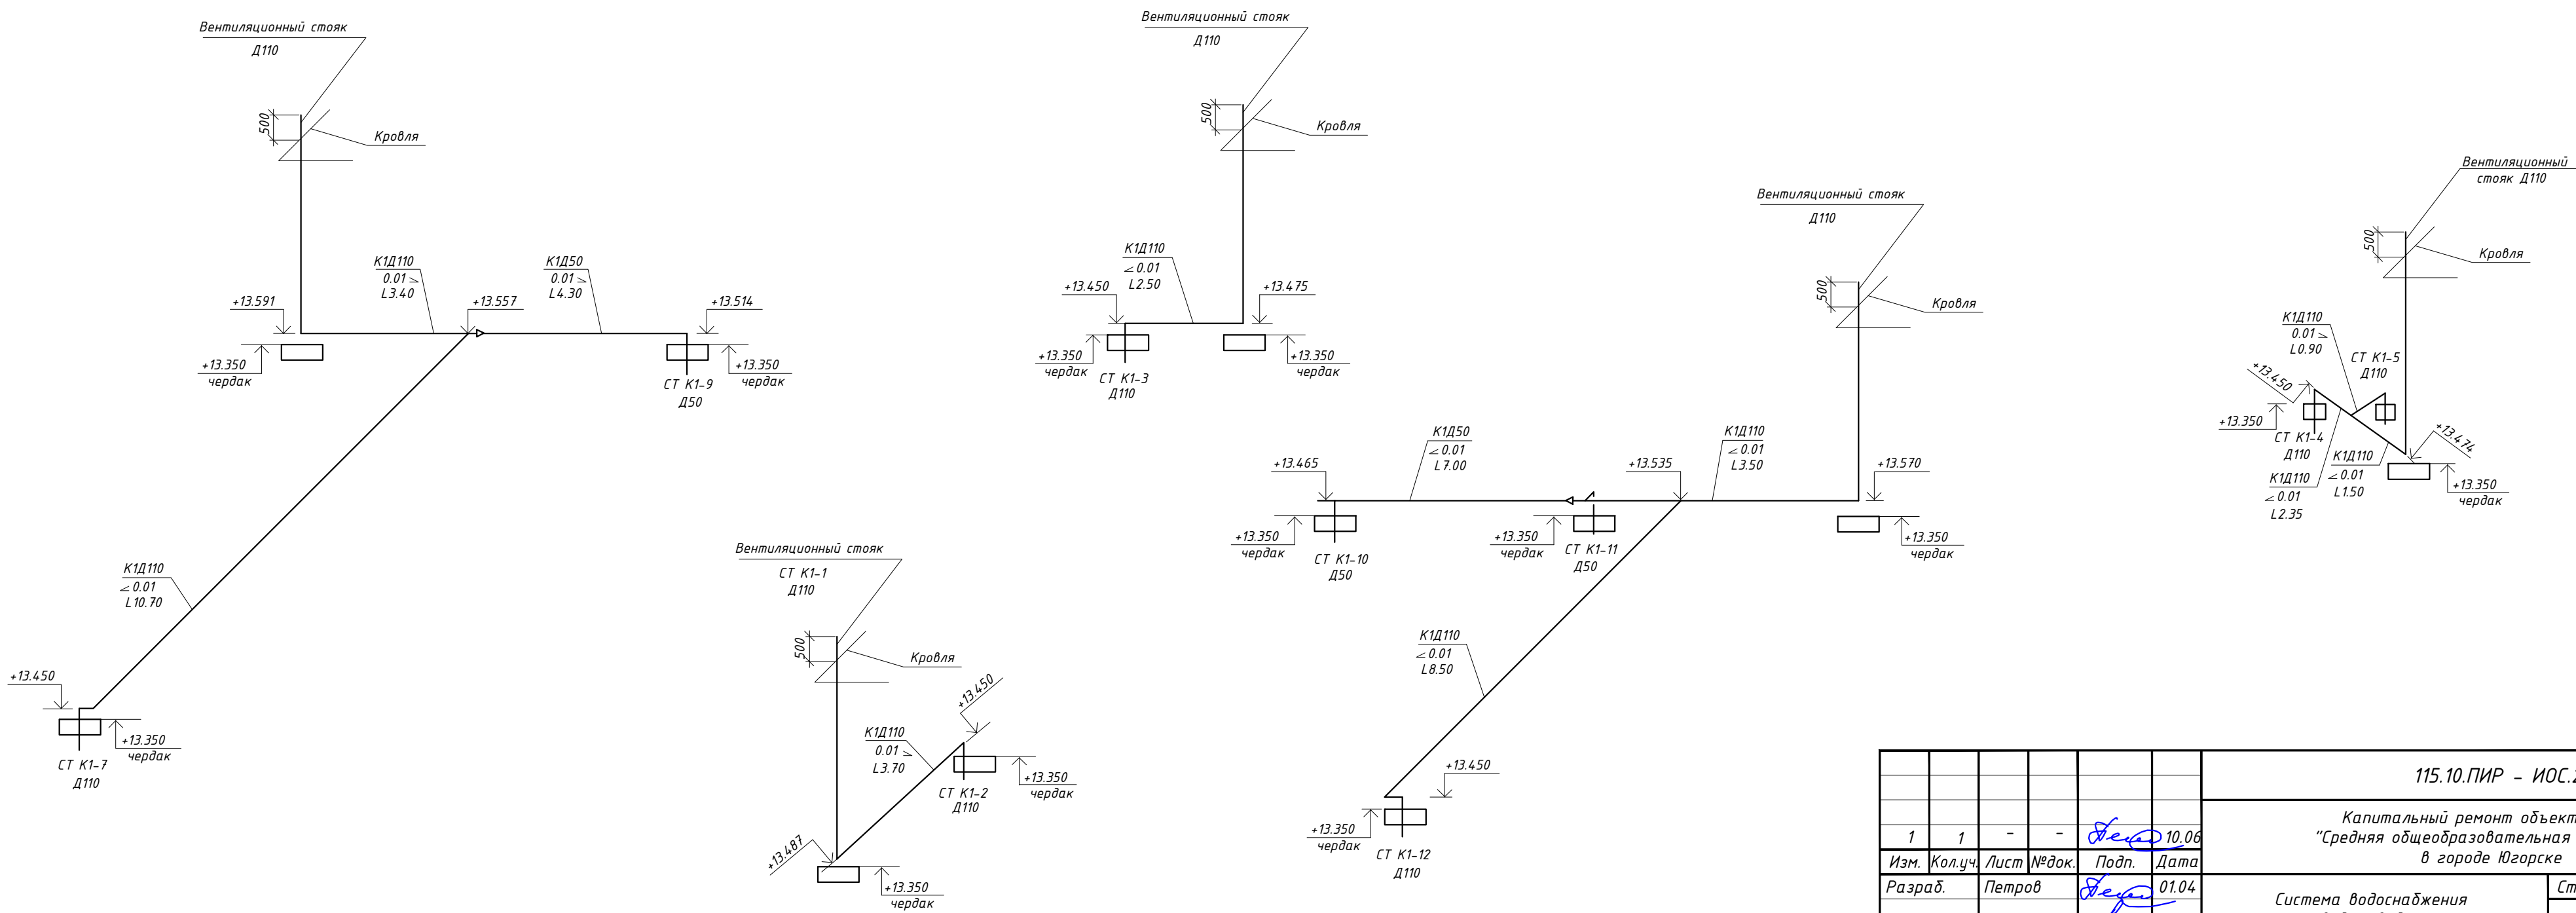 Вентиляционный стояк
Д110
500
Кровля
К1Д110
0.01
L3.40
К1Д50
0.01
L4.30
+13.591
+13.557
+13.514
+13.350
чердак
+13.350
чердак
СТ К1-9
Д50
К1Д110
0.01
L10.70
+13.450
+13.350
чердак
СТ К1-7
Д110
Вентиляционный стояк
СТ К1-1
Д110
500
Кровля
+13.450
К1Д110
0.01
L3.70
СТ К1-2
Д110
+13.350
чердак
+13.487
+13.350
чердак
Вентиляционный стояк
Д110
500
Кровля
К1Д110
0.01
L2.50
+13.450
+13.475
+13.350
чердак
СТ К1-3
Д110
+13.350
чердак
Вентиляционный стояк
Д110
500
Кровля
К1Д50
0.01
L7.00
К1Д110
0.01
L3.50
+13.465
+13.535
+13.570
+13.350
чердак
СТ К1-10
Д50
+13.350
чердак
СТ К1-11
Д50
+13.350
чердак
К1Д110
0.01
L8.50
+13.450
+13.350
чердак
СТ К1-12
Д110
Вентиляционный
стояк Д110
500
Кровля
К1Д110
0.01
L0.90
СТ К1-5
Д110
+13.450
+13.350
СТ К1-4
Д110
К1Д110
0.01
L2.35
К1Д110
0.01
L1.50
+13.474
+13.350
чердак
115.10.ПИР - ИОС.
Капитальный ремонт объект
"Средняя общеобразовательная
в городе Югорске
1 1 - - 10.06
Изм. Кол.уч. Лист №док. Подп. Дата
Разраб. Петров 01.04
Система водоснабжения
Ст